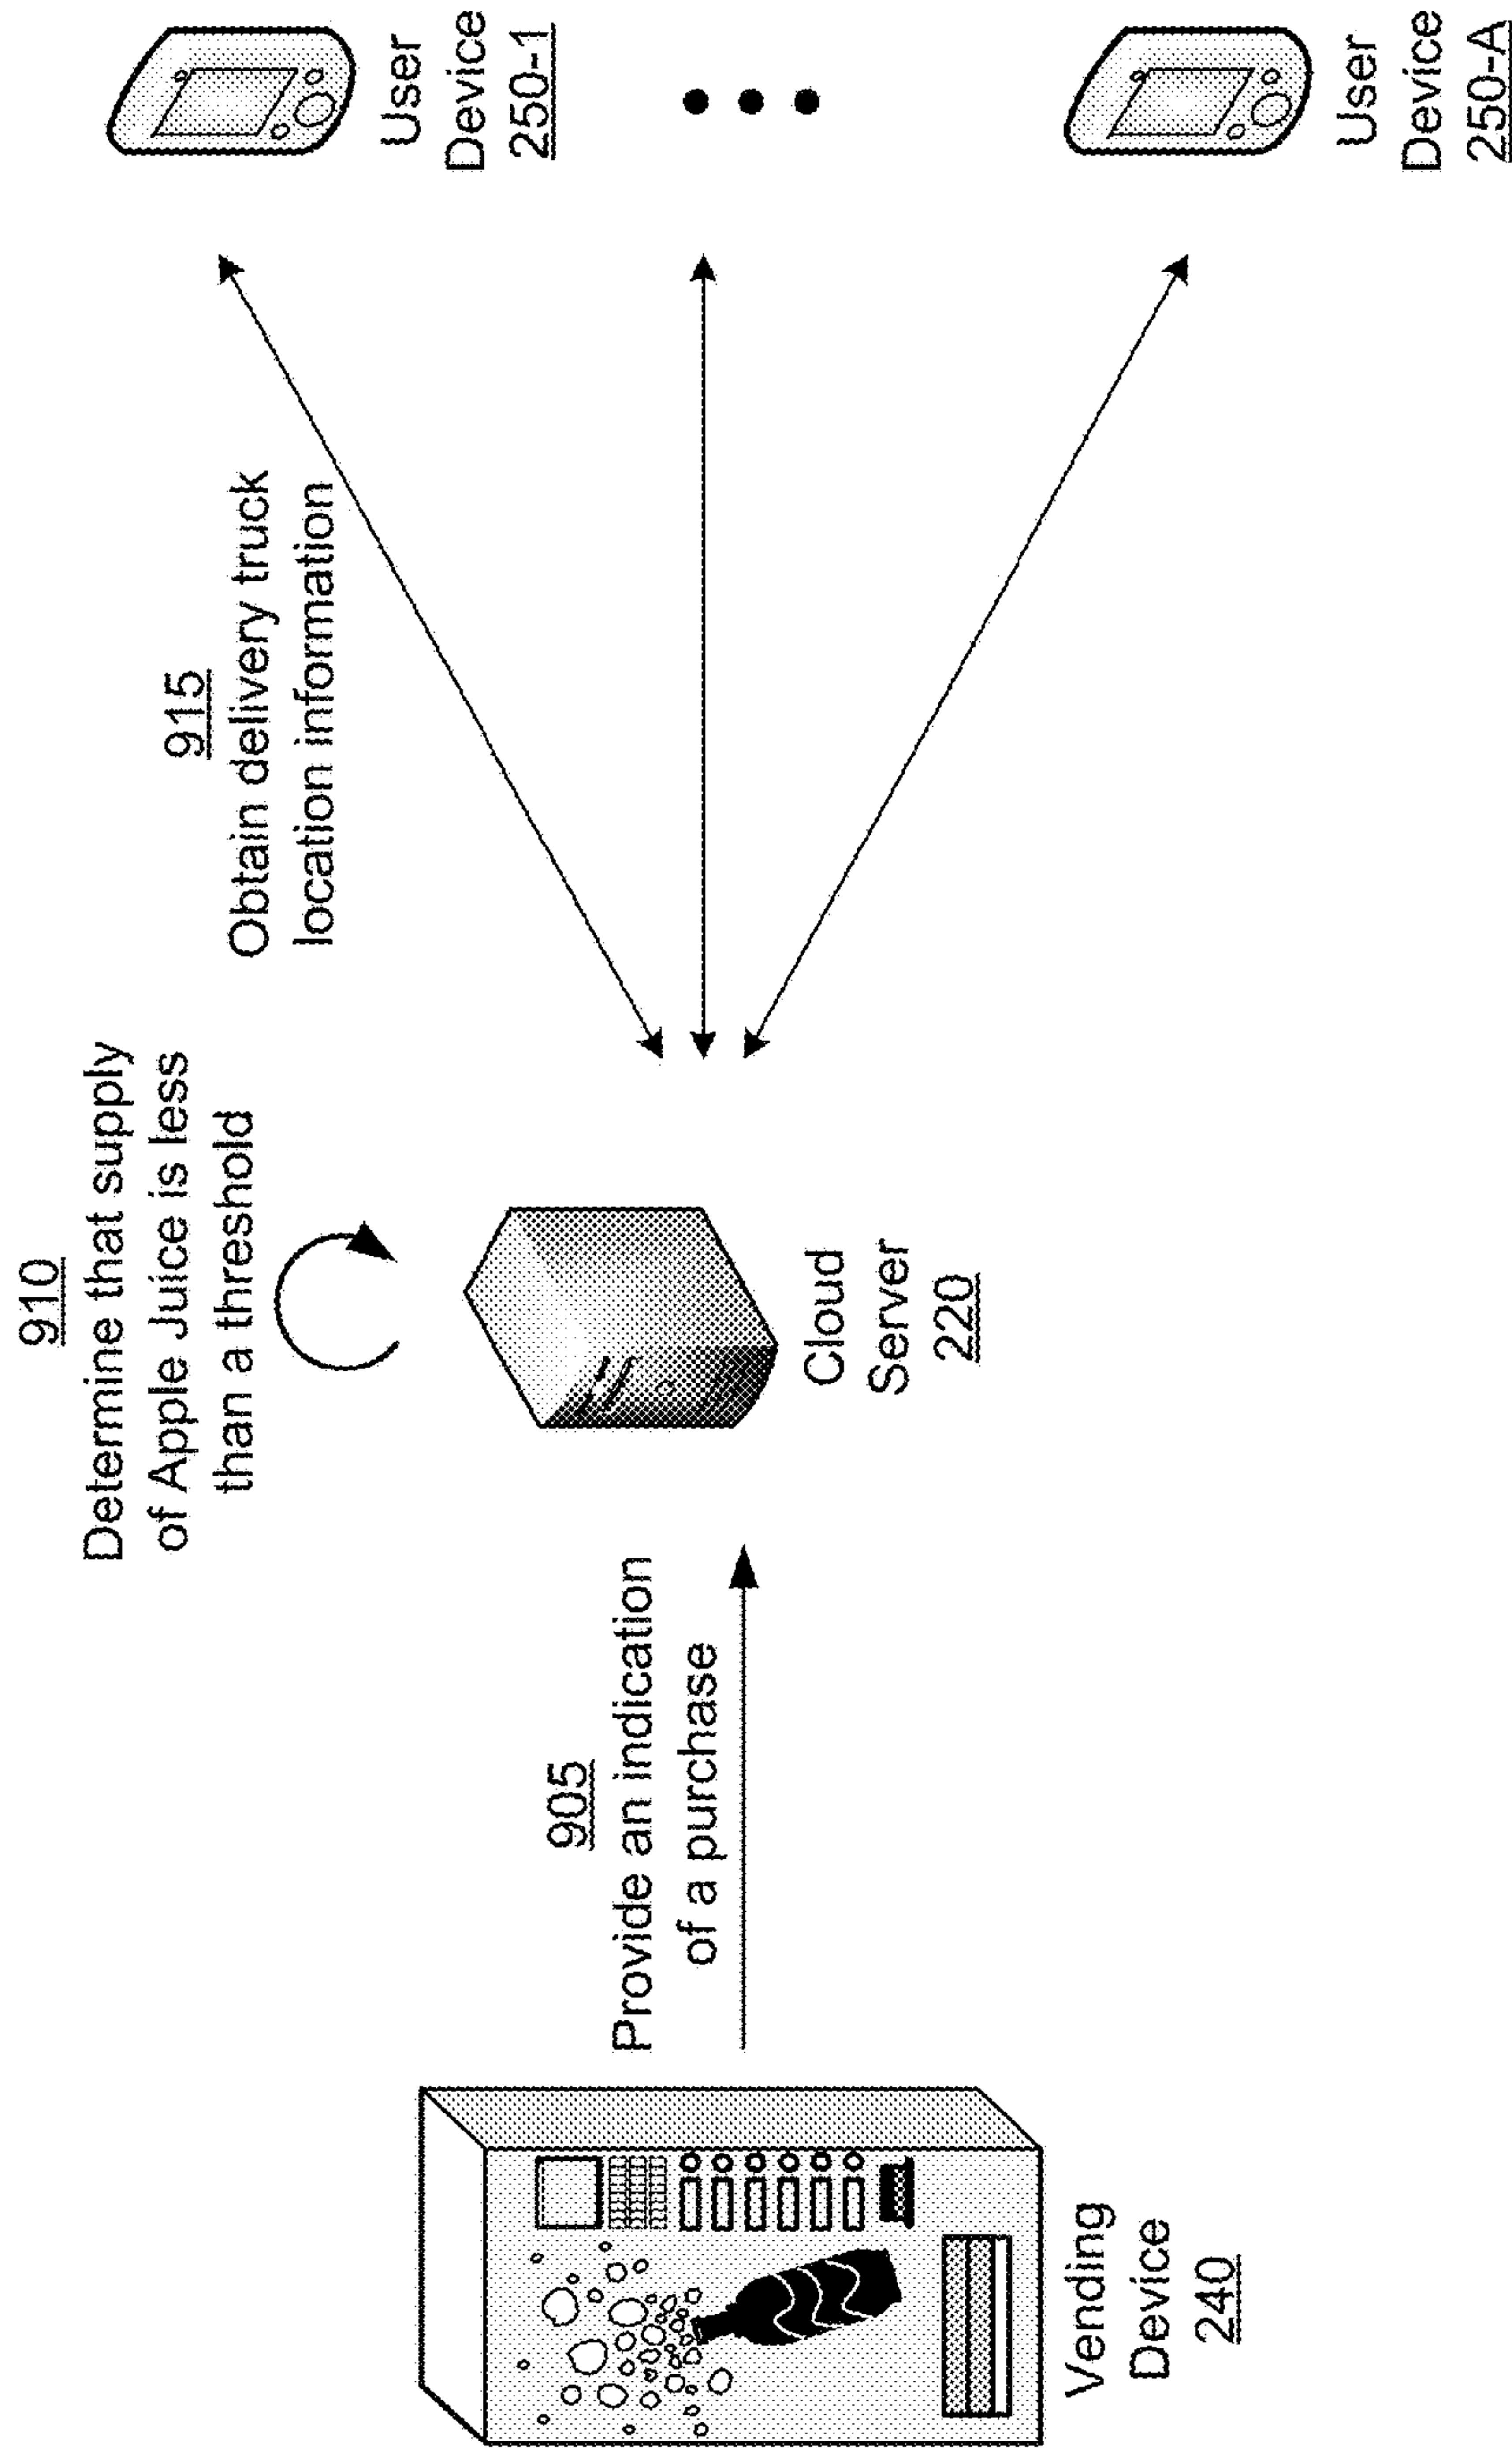 910
Determine that supply
of Apple Juice is less
than a threshold
915
Obtain delivery truck
location information
905
Provide an indication
of a purchase
Vending
Device
240
Cloud
Server
220
User
Device
250-1
User
Device
250-A